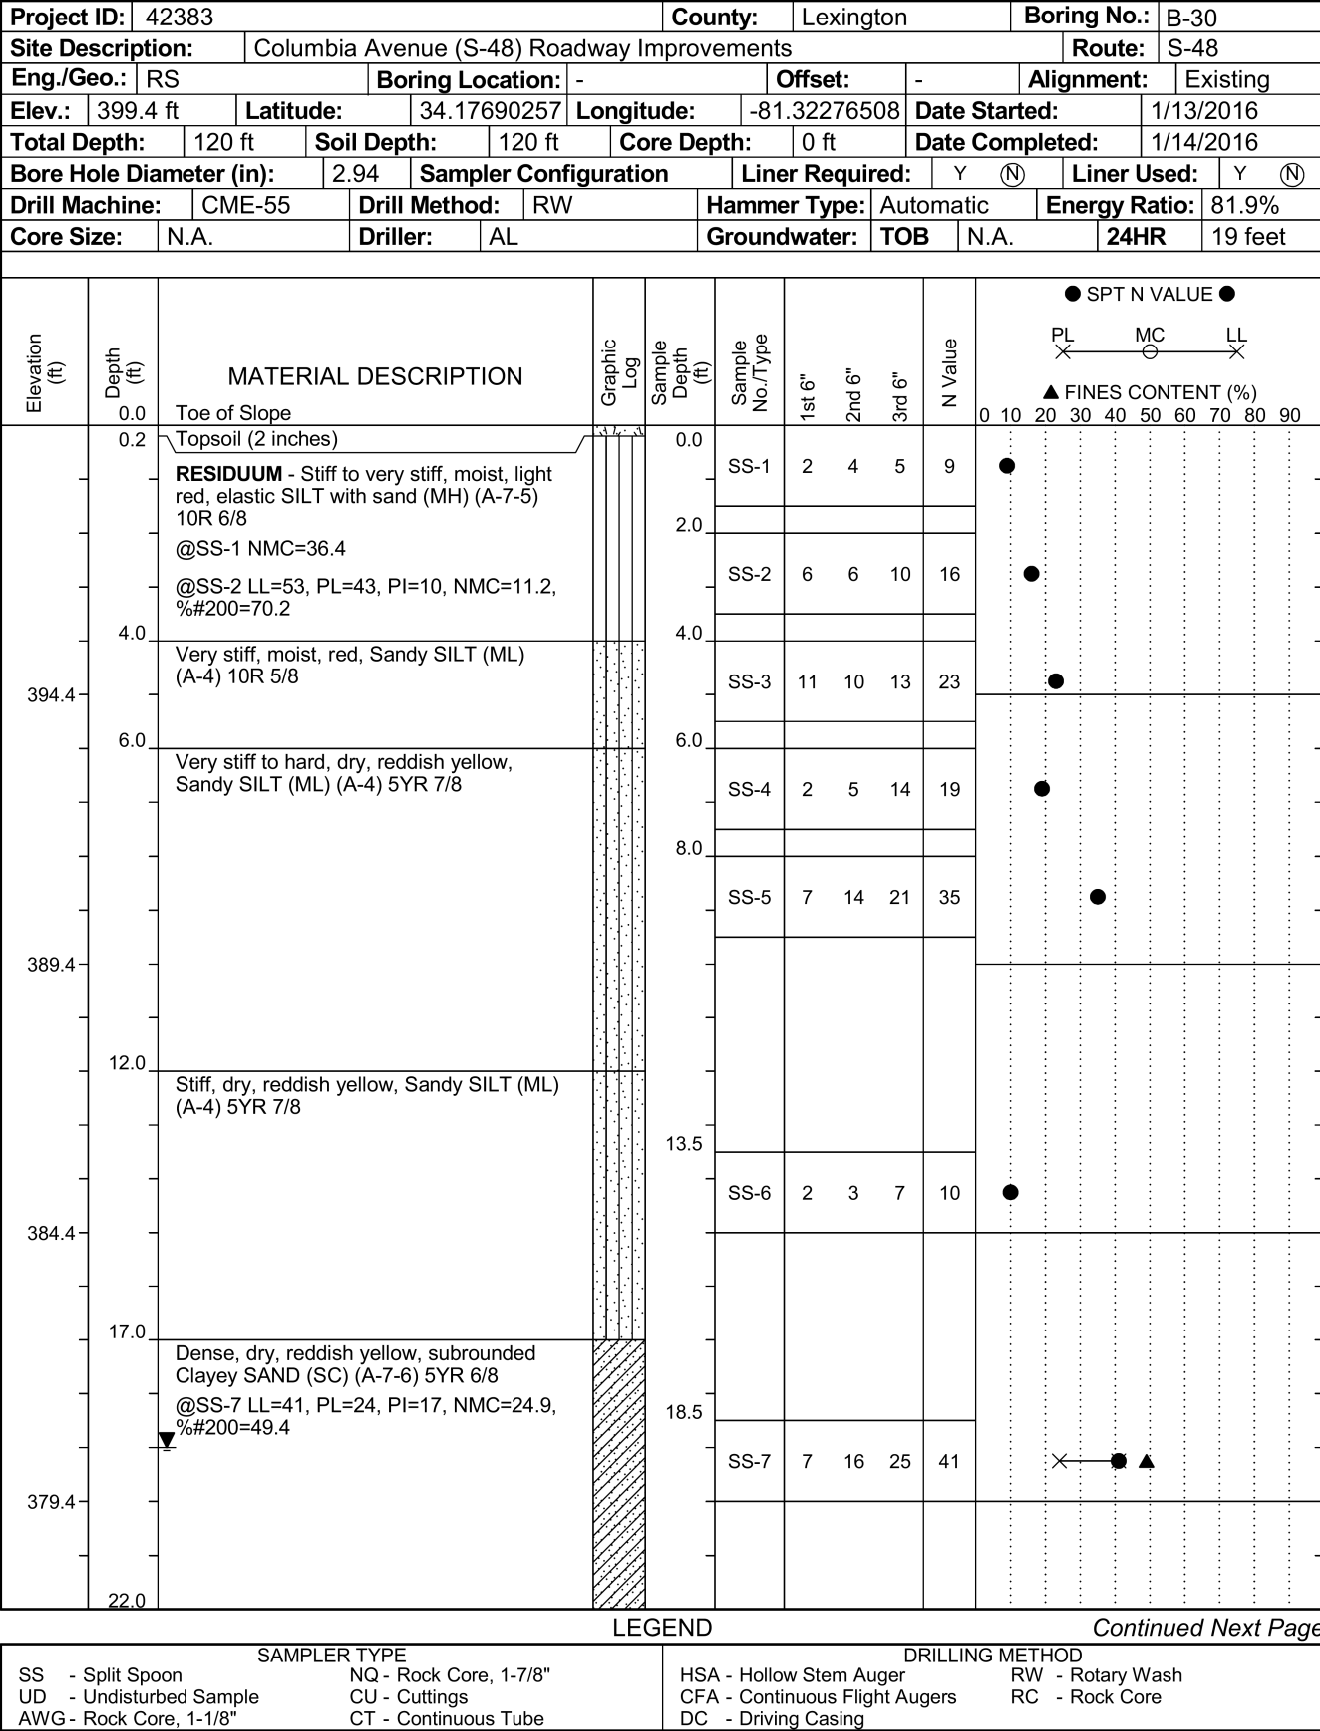 Project ID: 42383 County: Lexington Boring No.: B-30
Site Description: Columbia Avenue (S-48) Roadway Improvements Route: S-48
Eng./Geo.: RS Boring Location: - Offset: - Alignment: Existing
Elev.: 399.4 ft Latitude: 34.17690257 Longitude: -81.32276508 Date Started: 1/13/2016
Total Depth: 120 ft Soil Depth: 120 ft Core Depth: 0 ft Date Completed: 1/14/2016
Bore Hole Diameter (in): 2.94 Sampler Configuration Liner Required: Y N Liner Used: Y N
Drill Machine: CME-55 Drill Method: RW Hammer Type: Automatic Energy Ratio: 81.9%
Core Size: N.A. Driller: AL Groundwater: TOB N.A. 24HR 19 feet
Elevation (ft)
Depth (ft)
MATERIAL DESCRIPTION
Graphic Log
Sample Depth (ft)
Sample No./Type
1st 6"
2nd 6"
3rd 6"
N Value
● SPT N VALUE ●
PL MC LL
▲ FINES CONTENT (%)
0 10 20 30 40 50 60 70 80 90
0.0 Toe of Slope
0.2 Topsoil (2 inches) 0.0
RESIDUUM - Stiff to very stiff, moist, light
red, elastic SILT with sand (MH) (A-7-5)
10R 6/8
SS-1 2 4 5 9
@SS-1 NMC=36.4
2.0
@SS-2 LL=53, PL=43, PI=10, NMC=11.2,
%#200=70.2
SS-2 6 6 10 16
4.0 4.0
Very stiff, moist, red, Sandy SILT (ML)
(A-4) 10R 5/8
SS-3 11 10 13 23
394.4
6.0 6.0
Very stiff to hard, dry, reddish yellow,
Sandy SILT (ML) (A-4) 5YR 7/8
SS-4 2 5 14 19
8.0
SS-5 7 14 21 35
389.4
12.0
Stiff, dry, reddish yellow, Sandy SILT (ML)
(A-4) 5YR 7/8
13.5
SS-6 2 3 7 10
384.4
17.0
Dense, dry, reddish yellow, subrounded
Clayey SAND (SC) (A-7-6) 5YR 6/8
@SS-7 LL=41, PL=24, PI=17, NMC=24.9,
%#200=49.4
18.5
SS-7 7 16 25 41
379.4
22.0
LEGEND Continued Next Page
SAMPLER TYPE DRILLING METHOD
SS - Split Spoon NQ - Rock Core, 1-7/8" HSA - Hollow Stem Auger RW - Rotary Wash
UD - Undisturbed Sample CU - Cuttings CFA - Continuous Flight Augers RC - Rock Core
AWG - Rock Core, 1-1/8" CT - Continuous Tube DC - Driving Casing